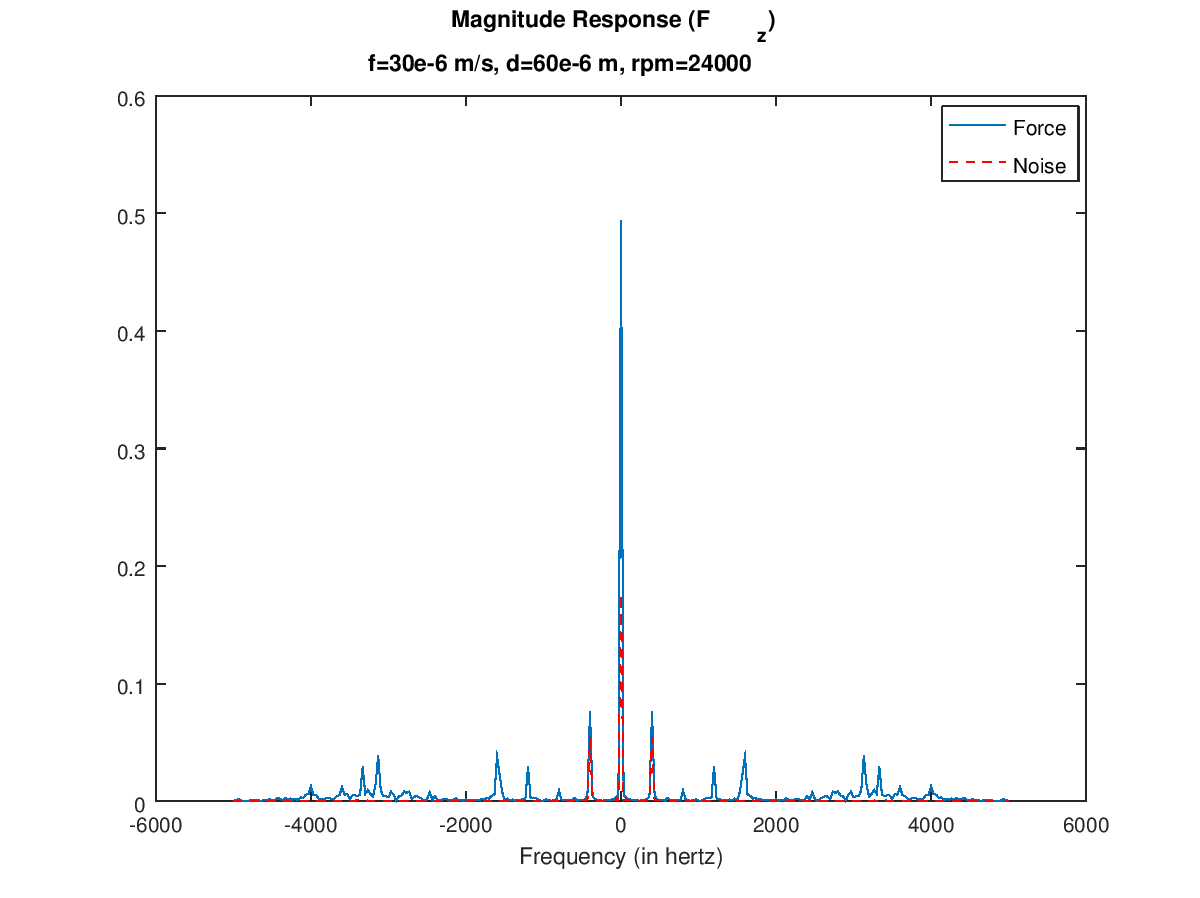 Magnitude Response (F z)
f=30e-6 m/s, d=60e-6 m, rpm=24000
0.6
Force
Noise
0.5
0.4
0.3
0.2
0.1
0
-6000 -4000 -2000 0 2000 4000 6000
Frequency (in hertz)